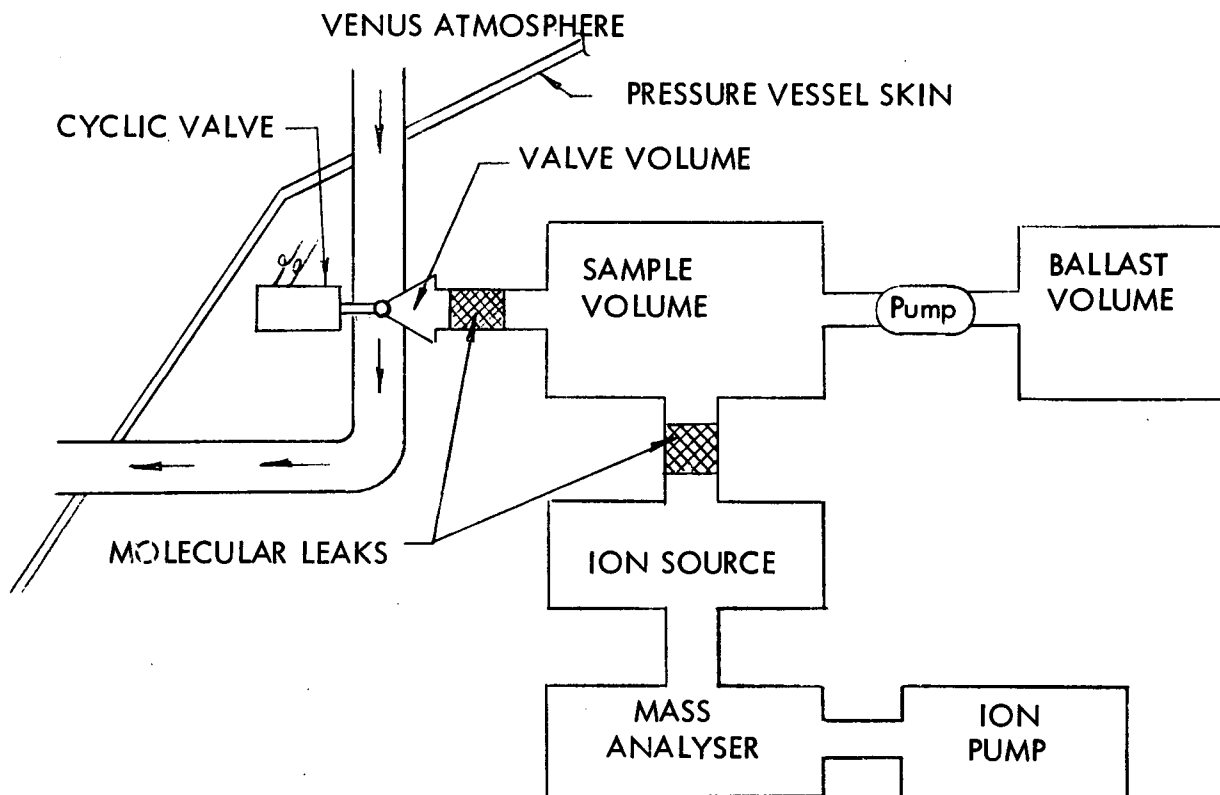 VENUS ATMOSPHERE
PRESSURE VESSEL SKIN
CYCLIC VALVE
VALVE VOLUME
SAMPLE
VOLUME
Pump
BALLAST
VOLUME
MOLECULAR LEAKS
ION SOURCE
MASS
ANALYSER
ION
PUMP